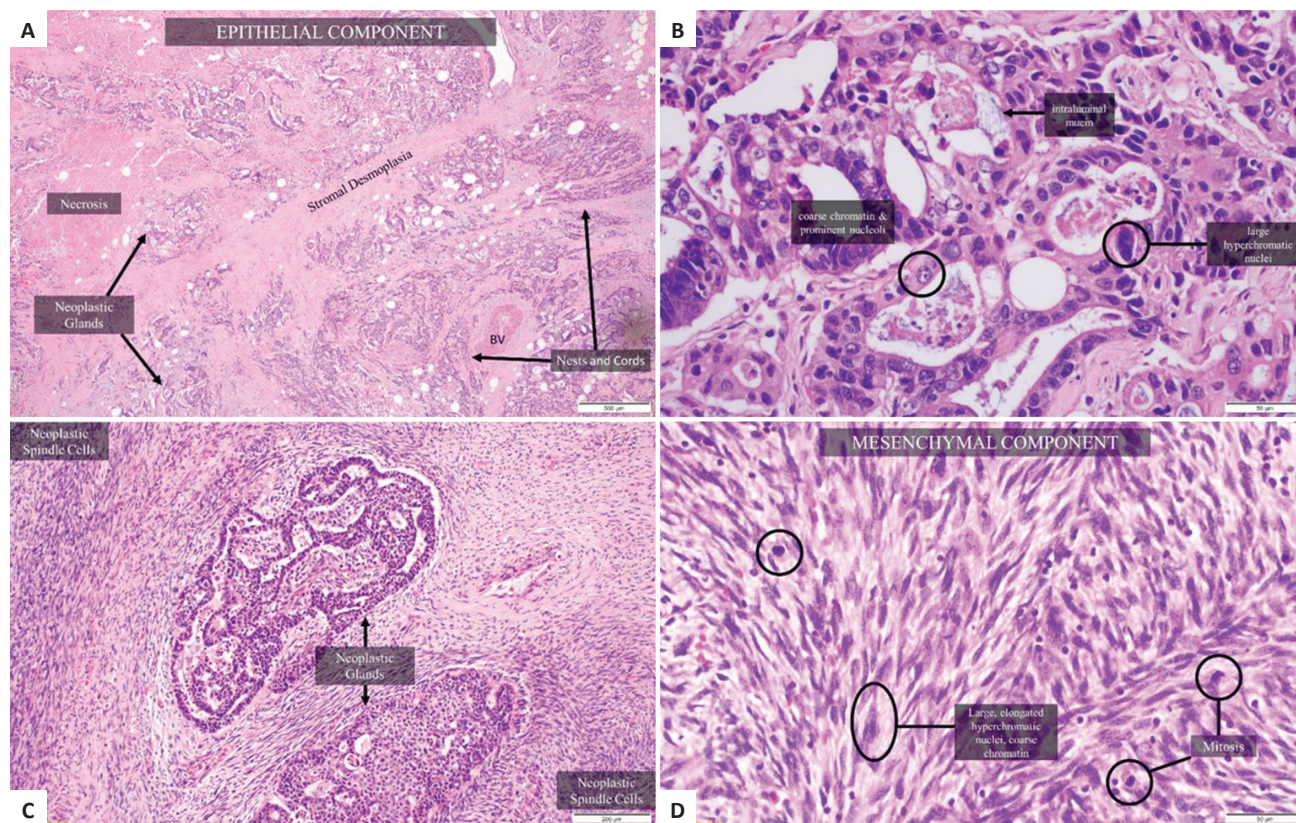 A
EPITHELIAL COMPONENT
Stromal Desmoplasia
Necrosis
Neoplastic
Glands
BV
Nests and Cords
500 µm
B
intraluminal
mucin
coarse chromatin &
prominent nucleoli
large
hyperchromatic
nuclei
50 µm
Neoplastic
Spindle Cells
Neoplastic
Glands
Neoplastic
Spindle Cells
C
200 µm
MESENCHYMAL COMPONENT
Large, elongated
hyperchromatic
nuclei, coarse
chromatin
Mitosis
D
50 µm